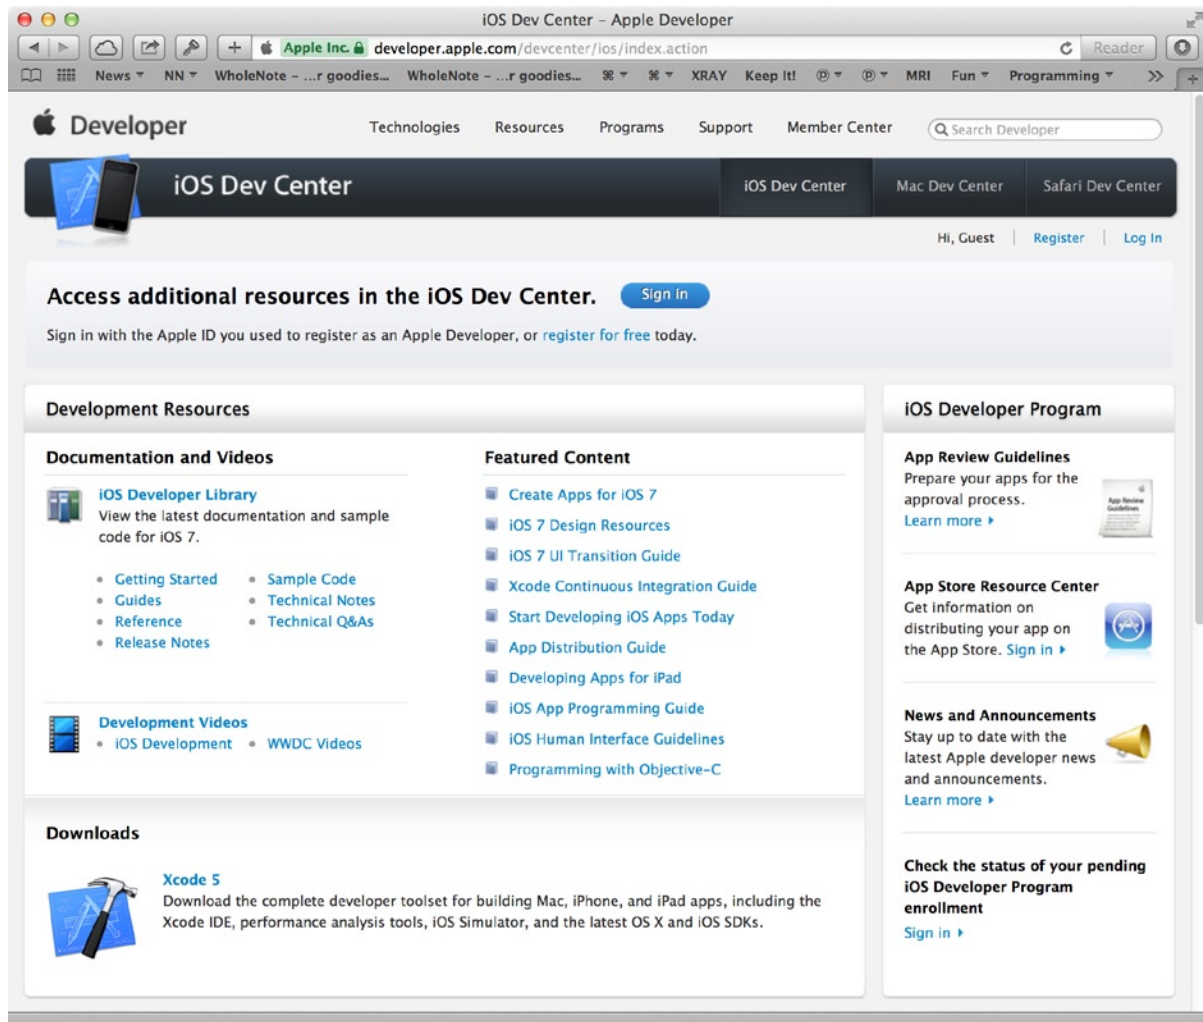 iOS Dev Center – Apple Developer
Apple Inc. developer.apple.com/devcenter/ios/index.action
Reader
News NN WholeNote - ...r goodies... WholeNote - ...r goodies... ⌘ ⌘ XRAY Keep It! Ⓟ Ⓟ MRI Fun Programming >>
Developer
Technologies Resources Programs Support Member Center
Search Developer
iOS Dev Center
iOS Dev Center Mac Dev Center Safari Dev Center
Hi, Guest | Register | Log In
Access additional resources in the iOS Dev Center. Sign in
Sign in with the Apple ID you used to register as an Apple Developer, or register for free today.
Development Resources
Documentation and Videos
iOS Developer Library
View the latest documentation and sample
code for iOS 7.
Getting Started
Guides
Reference
Release Notes
Sample Code
Technical Notes
Technical Q&As
Development Videos
iOS Development WWDC Videos
Featured Content
Create Apps for iOS 7
iOS 7 Design Resources
iOS 7 UI Transition Guide
Xcode Continuous Integration Guide
Start Developing iOS Apps Today
App Distribution Guide
Developing Apps for iPad
iOS App Programming Guide
iOS Human Interface Guidelines
Programming with Objective-C
Downloads
Xcode 5
Download the complete developer toolset for building Mac, iPhone, and iPad apps, including the
Xcode IDE, performance analysis tools, iOS Simulator, and the latest OS X and iOS SDKs.
iOS Developer Program
App Review Guidelines
Prepare your apps for the
approval process.
Learn more
App Review
Guidelines
App Store Resource Center
Get information on
distributing your app on
the App Store. Sign in
News and Announcements
Stay up to date with the
latest Apple developer news
and announcements.
Learn more
Check the status of your pending
iOS Developer Program
enrollment
Sign in